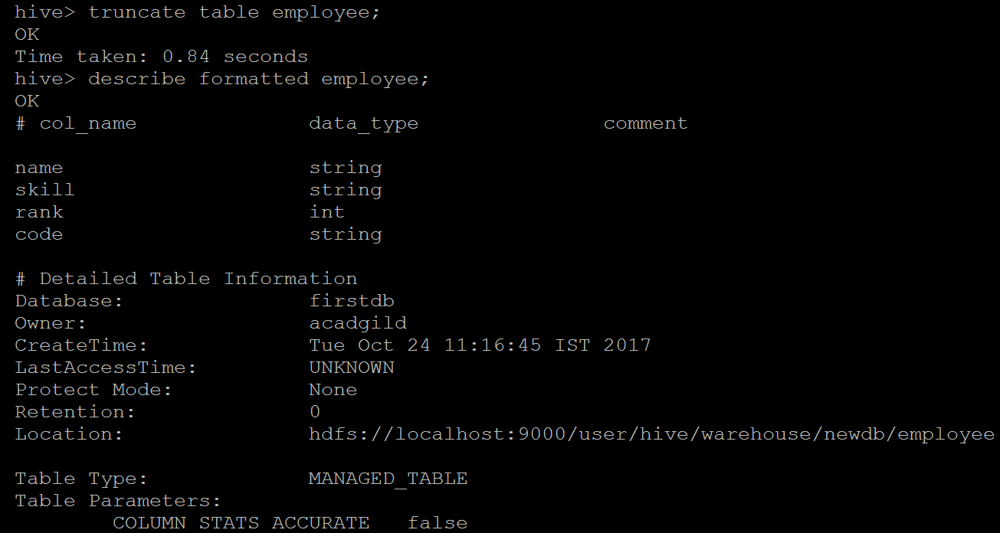 hive> truncate table employee;
OK
Time taken: 0.84 seconds
hive> describe formatted employee;
OK
# col_name data_type comment
name string
skill string
rank int
code string
# Detailed Table Information
Database: firstdb
Owner: acadgild
CreateTime: Tue Oct 24 11:16:45 IST 2017
LastAccessTime: UNKNOWN
Protect Mode: None
Retention: 0
Location: hdfs://localhost:9000/user/hive/warehouse/newdb/employee
Table Type: MANAGED_TABLE
Table Parameters:
COLUMN_STATS_ACCURATE false